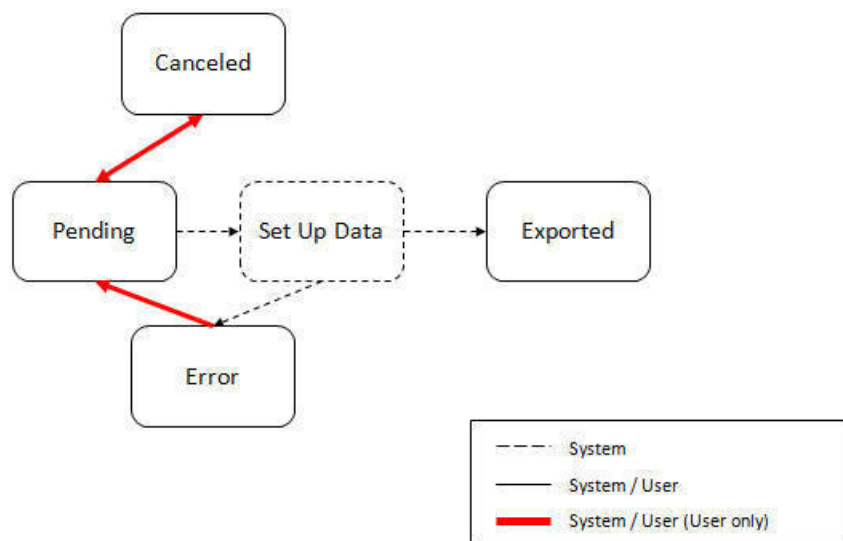 Canceled
Pending
Set Up Data
Exported
Error
System
System / User
System / User (User only)